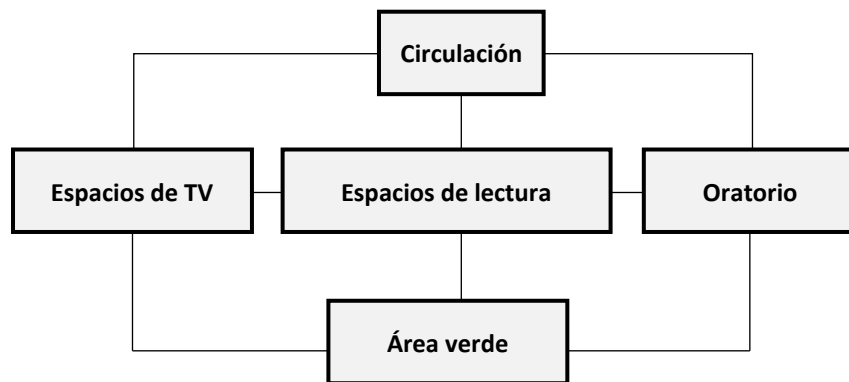 Circulación
Espacios de TV
Espacios de lectura
Oratorio
Área verde